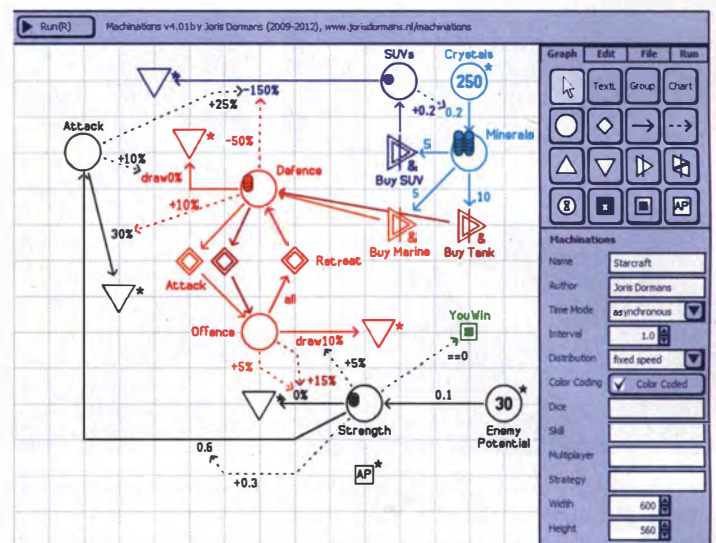 Run(R)
Machinations v4.01 by Joris Dormans (2009-2012), www.jorisdormans.nl/machinations
SUVs
Crystals
*
*
250
-150%
+25%
+0.2
0.2
Attack
*
-50%
5
Minerals
+10%
Defence
&
Buy SUV
draw0%
+10%
5
10
30%
&
&
Buy Marine
Buy Tank
Retreat
Attack
*
all
YouWin
Offence
*
draw10%
+5%
==0
+5%
+15%
*
0%
0.1
30
*
Strength
Enemy
Potential
0.6
+0.3
AP
*
Graph
Edit
File
Run
TextL
Group
Chart
8
x
AP
Machinations
Name
Starcraft
Author
Joris Dormans
Time Mode
asynchronous
Interval
1.0
Distribution
fixed speed
Color Coding
Color Coded
Dice
Skill
Multiplayer
Strategy
Width
600
Height
560